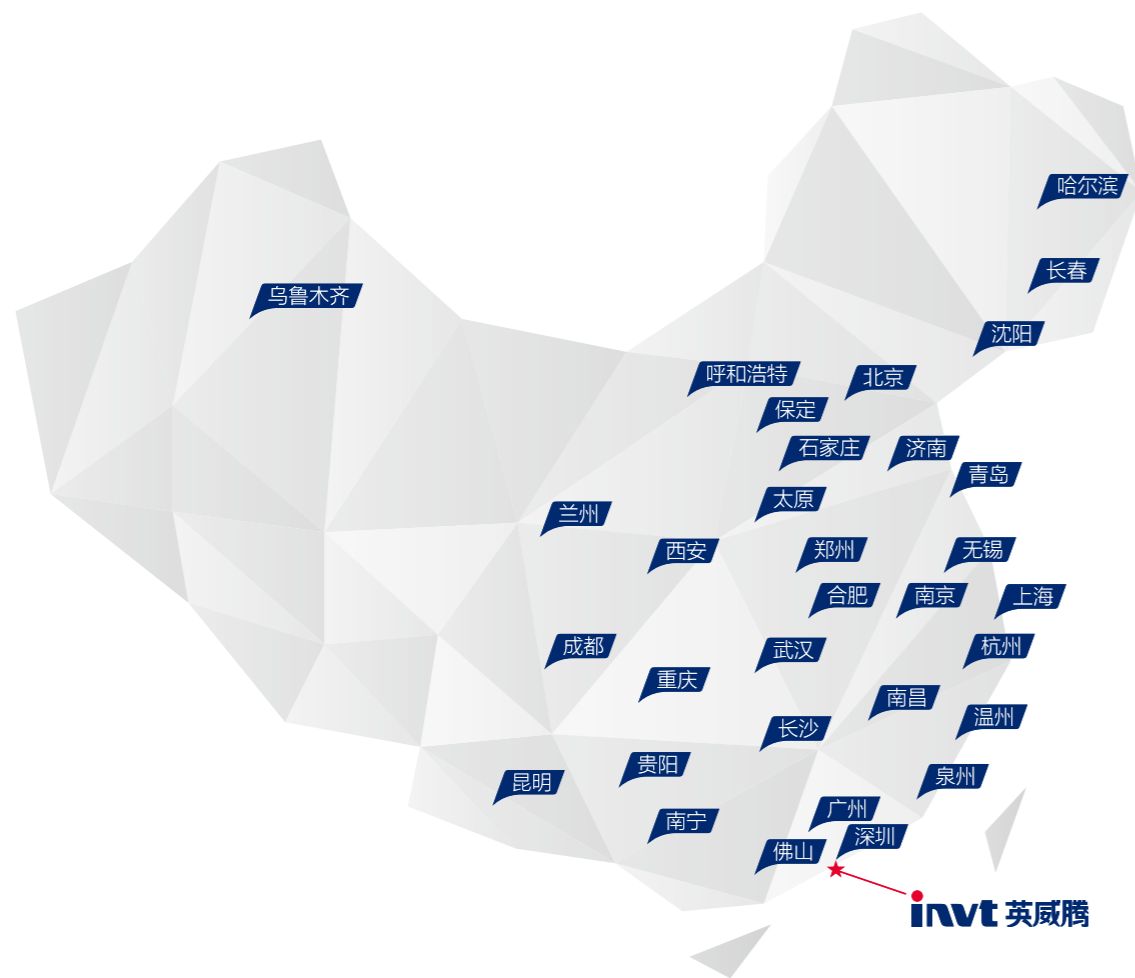 哈尔滨
长春
乌鲁木齐
沈阳
呼和浩特
北京
保定
石家庄
济南
青岛
太原
兰州
西安
郑州
无锡
合肥
南京
上海
成都
武汉
杭州
重庆
南昌
温州
长沙
贵阳
泉州
昆明
广州
南宁
深圳
佛山
invt 英威腾